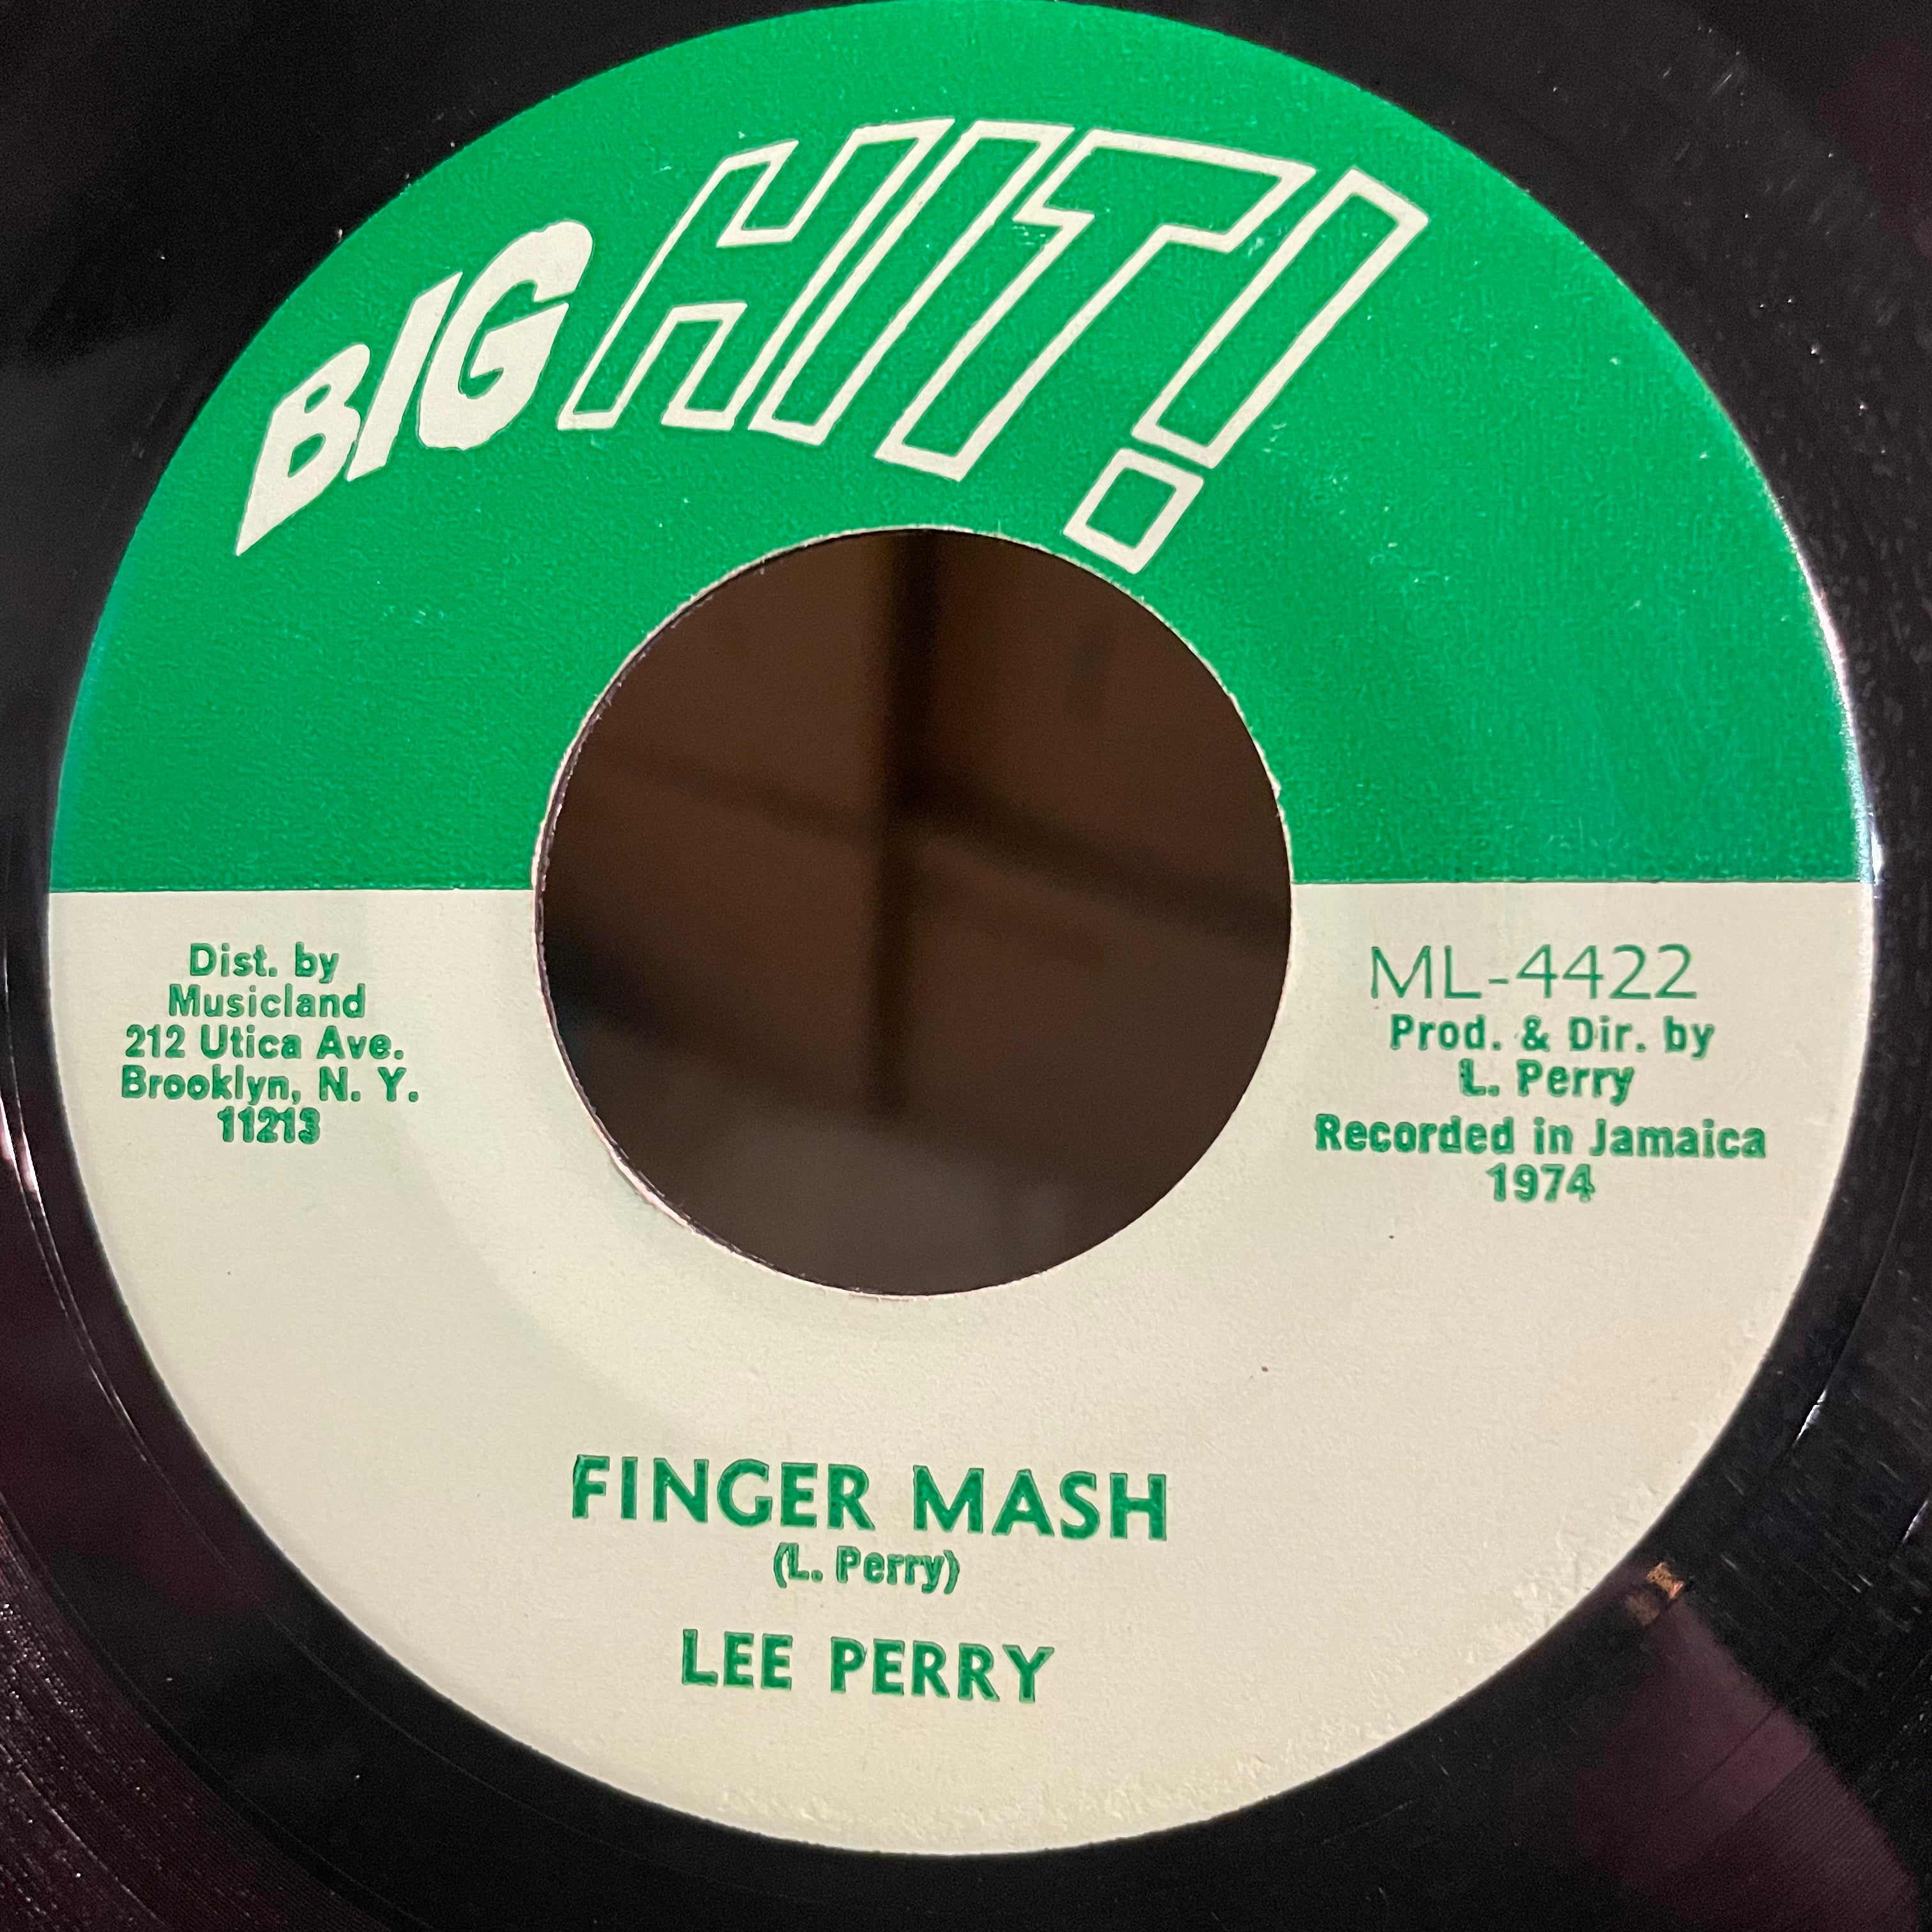 BIG HIT!
Dist. by
Musicland
212 Utica Ave.
Brooklyn, N. Y.
11213
ML-4422
Prod. & Dir. by
L. Perry
Recorded in Jamaica
1974
FINGER MASH
(L. Perry)
LEE PERRY